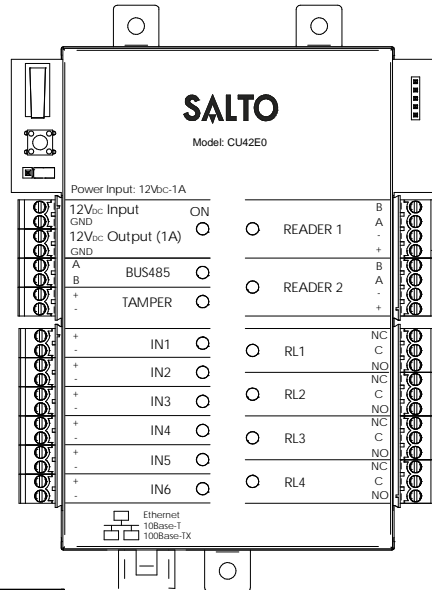 SALTO
Model: CU42E0
Power Input: 12VDC-1A
12VDC Input ON
GND
12VDC Output (1A)
GND
A
BUS485
B
+
TAMPER
-
+
IN1
-
+
IN2
-
+
IN3
-
+
IN4
-
+
IN5
-
+
IN6
-
B
A
READER 1
-
+
B
A
READER 2
-
+
NC
RL1 C
NO
NC
RL2 C
NO
NC
RL3 C
NO
NC
RL4 C
NO
Ethernet
10Base-T
100Base-TX